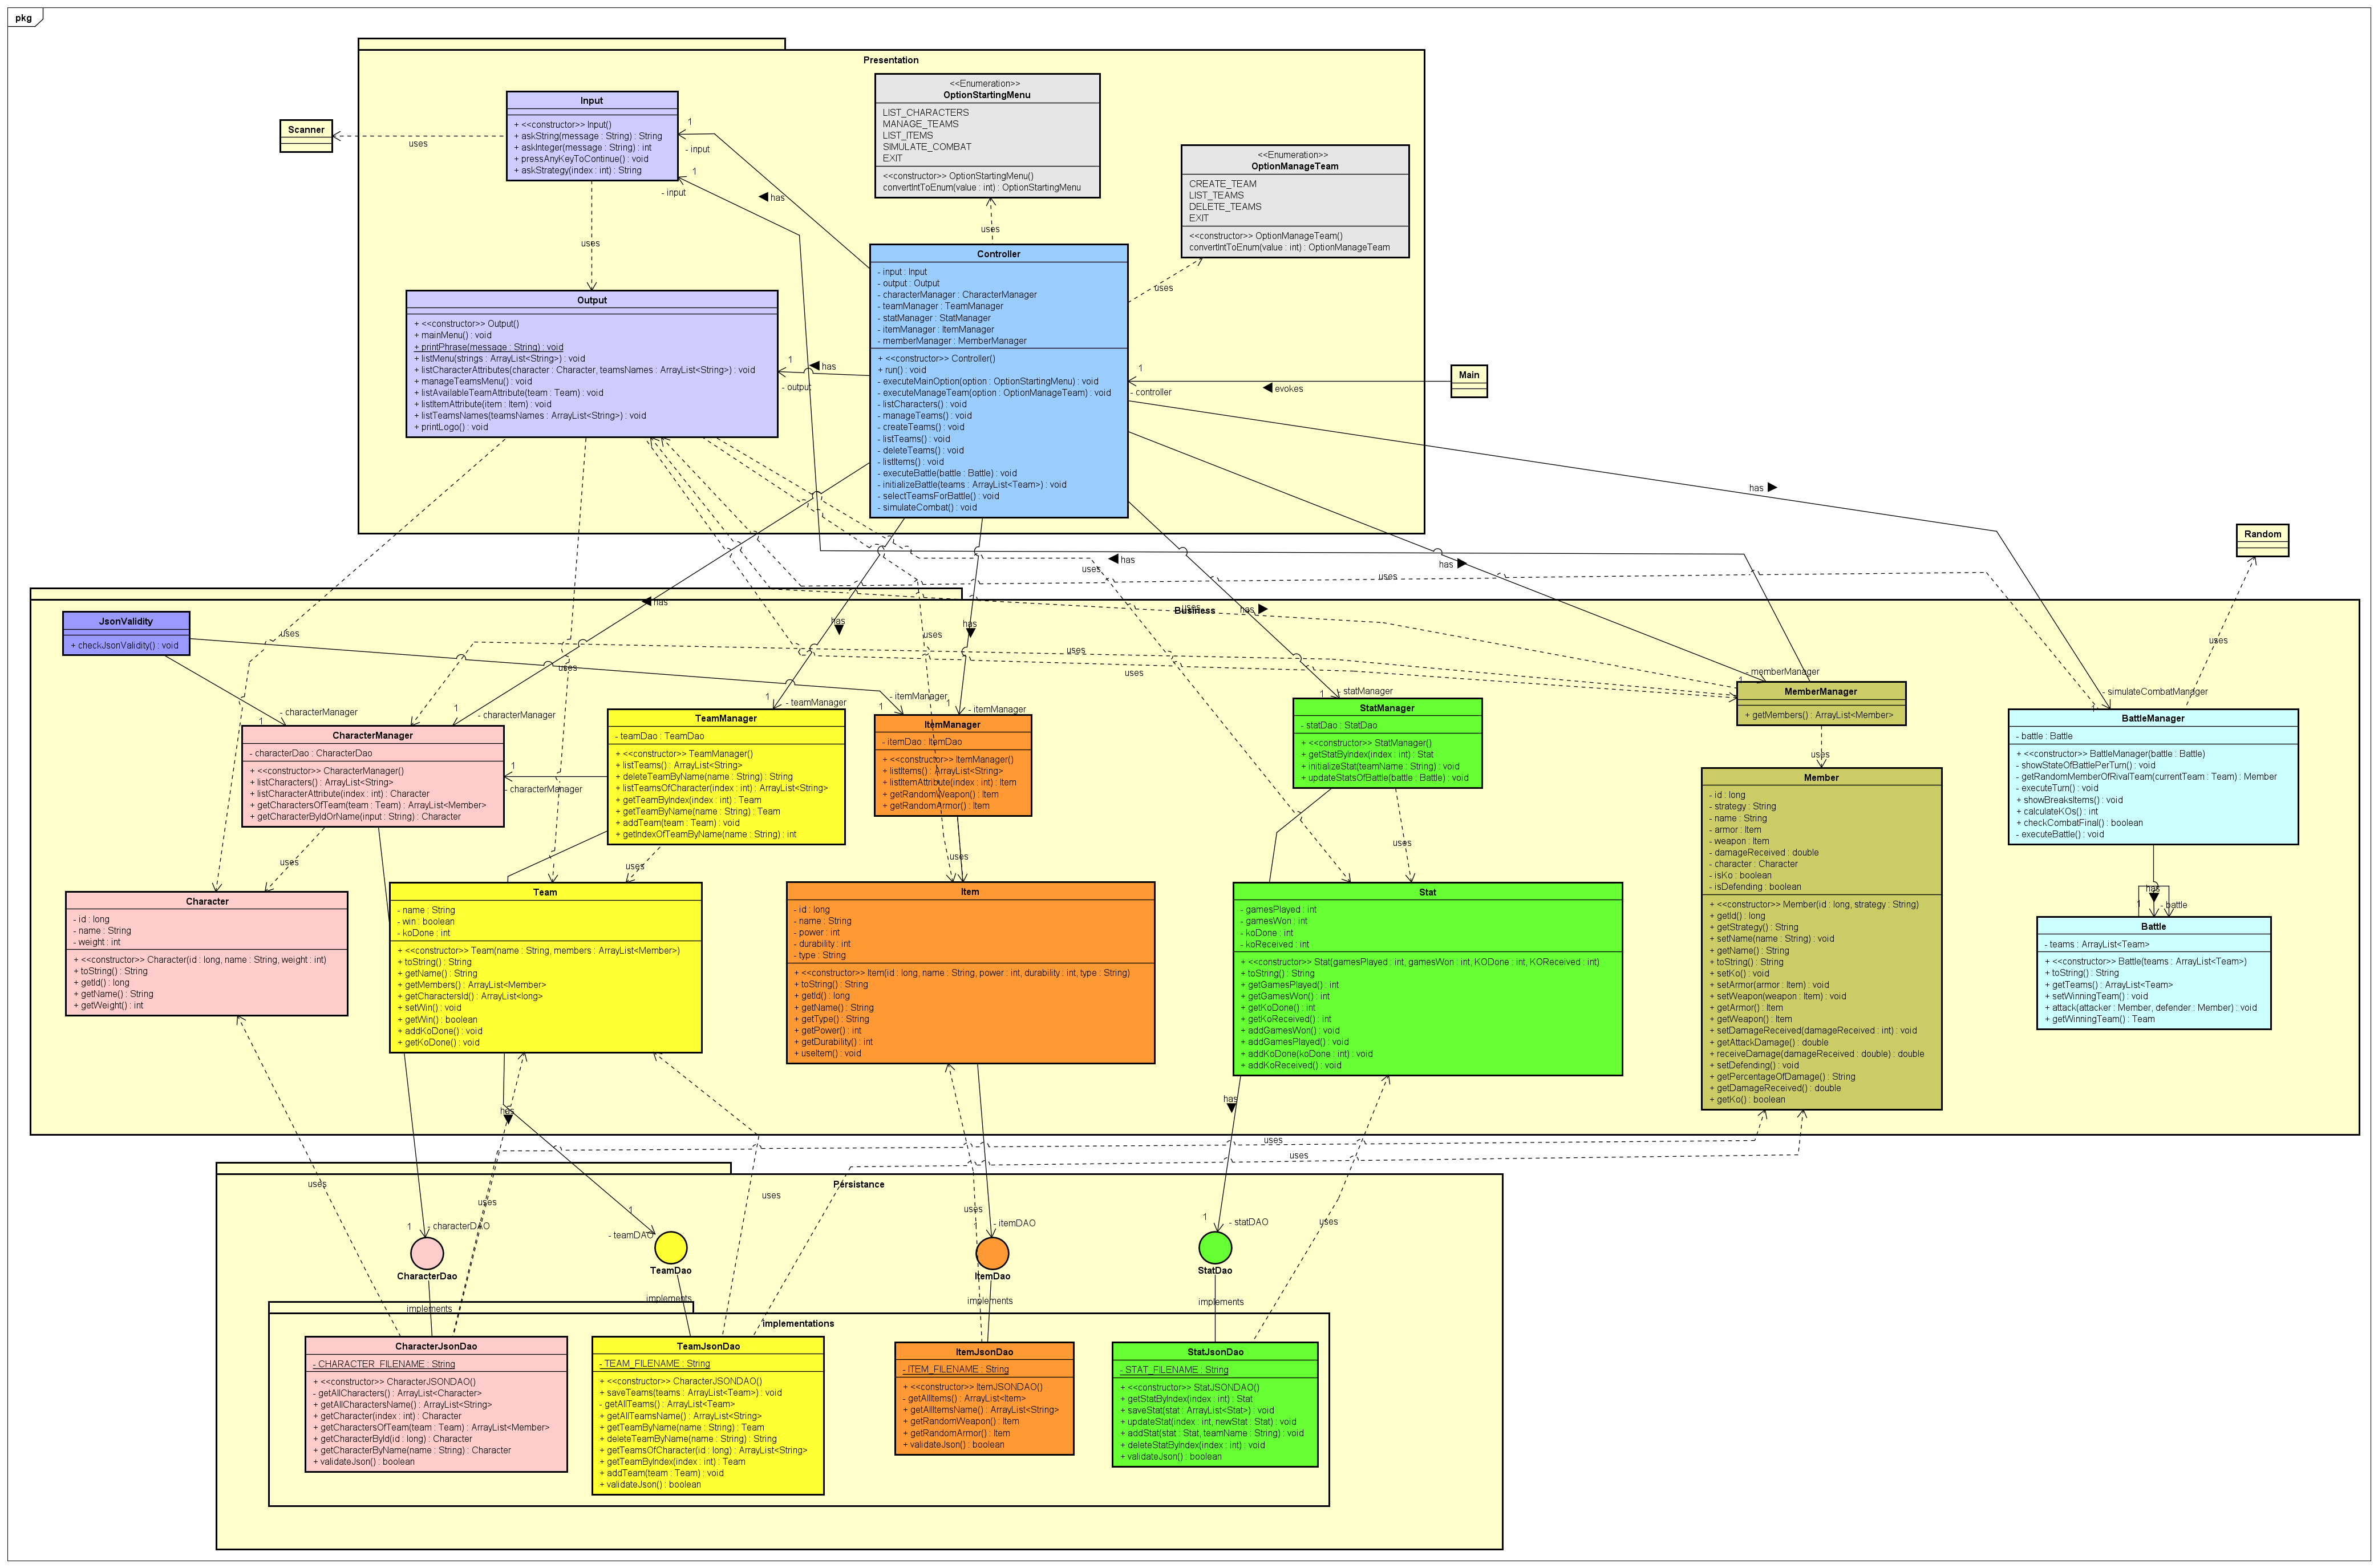 pkg
Presentation
Input
+ <<constructor>> Input()
+ askString(message : String) : String
+ askInteger(message : String) : int
+ pressAnyKeyToContinue() : void
+ askStrategy(index : int) : String
Scanner
uses
1
- input
1
- input
has
uses
<<Enumeration>>
OptionStartingMenu
LIST_CHARACTERS
MANAGE_TEAMS
LIST_ITEMS
SIMULATE_COMBAT
EXIT
<<constructor>> OptionStartingMenu()
convertIntToEnum(value : int) : OptionStartingMenu
uses
<<Enumeration>>
OptionManageTeam
CREATE_TEAM
LIST_TEAMS
DELETE_TEAMS
EXIT
<<constructor>> OptionManageTeam()
convertIntToEnum(value : int) : OptionManageTeam
uses
Controller
- input : Input
- output : Output
- characterManager : CharacterManager
- teamManager : TeamManager
- statManager : StatManager
- itemManager : ItemManager
- memberManager : MemberManager
+ <<constructor>> Controller()
+ run() : void
- executeMainOption(option : OptionStartingMenu) : void
- executeManageTeam(option : OptionManageTeam) : void
- listCharacters() : void
- manageTeams() : void
- createTeams() : void
- listTeams() : void
- deleteTeams() : void
- listItems() : void
- executeBattle(battle : Battle) : void
- initializeBattle(teams : ArrayList<Team>) : void
- selectTeamsForBattle() : void
- simulateCombat() : void
Output
+ <<constructor>> Output()
+ mainMenu() : void
+ printPhrase(message : String) : void
+ listMenu(strings : ArrayList<String>) : void
+ listCharacterAttributes(character : Character, teamsNames : ArrayList<String>) : void
+ manageTeamsMenu() : void
+ listAvailableTeamAttribute(team : Team) : void
+ listItemAttribute(item : Item) : void
+ listTeamsNames(teamsNames : ArrayList<String>) : void
+ printLogo() : void
1
- output
has
Main
1
- controller
evokes
has
has
has
uses
uses
Random
uses
Business
has
has
uses
has
has
uses
uses
uses
uses
uses
uses
JsonValidity
+ checkJsonValidity() : void
- characterManager
1
- characterManager
1
- teamManager
1
- itemManager
1
- itemManager
1
- statManager
1
- memberManager
1
- simulateCombatManager
CharacterManager
- characterDao : CharacterDao
+ <<constructor>> CharacterManager()
+ listCharacters() : ArrayList<String>
+ listCharacterAttribute(index : int) : Character
+ getCharactersOfTeam(team : Team) : ArrayList<Member>
+ getCharacterByIdOrName(input : String) : Character
1
- characterManager
TeamManager
- teamDao : TeamDao
+ <<constructor>> TeamManager()
+ listTeams() : ArrayList<String>
+ deleteTeamByName(name : String) : String
+ listTeamsOfCharacter(index : int) : ArrayList<String>
+ getTeamByIndex(index : int) : Team
+ getTeamByName(name : String) : Team
+ addTeam(team : Team) : void
+ getIndexOfTeamByName(name : String) : int
ItemManager
- itemDao : ItemDao
+ <<constructor>> ItemManager()
+ listItems() : ArrayList<String>
+ listItemAttribute(index : int) : Item
+ getRandomWeapon() : Item
+ getRandomArmor() : Item
StatManager
- statDao : StatDao
+ <<constructor>> StatManager()
+ getStatByIndex(index : int) : Stat
+ initializeStat(teamName : String) : void
+ updateStatsOfBattle(battle : Battle) : void
MemberManager
+ getMembers() : ArrayList<Member>
BattleManager
- battle : Battle
+ <<constructor>> BattleManager(battle : Battle)
- showStateOfBattlePerTurn() : void
- getRandomMemberOfRivalTeam(currentTeam : Team) : Member
- executeTurn() : void
+ showBreaksItems() : void
+ calculateKOs() : int
+ checkCombatFinal() : boolean
- executeBattle() : void
uses
uses
uses
uses
uses
has
1
- battle
Character
- id : long
- name : String
- weight : int
+ <<constructor>> Character(id : long, name : String, weight : int)
+ toString() : String
+ getId() : long
+ getName() : String
+ getWeight() : int
Team
- name : String
- win : boolean
- koDone : int
+ <<constructor>> Team(name : String, members : ArrayList<Member>)
+ toString() : String
+ getName() : String
+ getMembers() : ArrayList<Member>
+ getCharactersId() : ArrayList<long>
+ setWin() : void
+ getWin() : boolean
+ addKoDone() : void
+ getKoDone() : void
Item
- id : long
- name : String
- power : int
- durability : int
- type : String
+ <<constructor>> Item(id : long, name : String, power : int, durability : int, type : String)
+ toString() : String
+ getId() : long
+ getName() : String
+ getType() : String
+ getPower() : int
+ getDurability() : int
+ useItem() : void
Stat
- gamesPlayed : int
- gamesWon : int
- koDone : int
- koReceived : int
+ <<constructor>> Stat(gamesPlayed : int, gamesWon : int, KODone : int, KOReceived : int)
+ toString() : String
+ getGamesPlayed() : int
+ getGamesWon() : int
+ getKoDone() : int
+ getKoReceived() : int
+ addGamesWon() : void
+ addGamesPlayed() : void
+ addKoDone(koDone : int) : void
+ addKoReceived() : void
Member
- id : long
- strategy : String
- name : String
- armor : Item
- weapon : Item
- damageReceived : double
- character : Character
- isKo : boolean
- isDefending : boolean
+ <<constructor>> Member(id : long, strategy : String)
+ getId() : long
+ getStrategy() : String
+ setName(name : String) : void
+ getName() : String
+ toString() : String
+ setKo() : void
+ setArmor(armor : Item) : void
+ setWeapon(weapon : Item) : void
+ getArmor() : Item
+ getWeapon() : Item
+ setDamageReceived(damageReceived : int) : void
+ getAttackDamage() : double
+ receiveDamage(damageReceived : double) : double
+ setDefending() : void
+ getPercentageOfDamage() : String
+ getDamageReceived() : double
+ getKo() : boolean
Battle
- teams : ArrayList<Team>
+ <<constructor>> Battle(teams : ArrayList<Team>)
+ toString() : String
+ getTeams() : ArrayList<Team>
+ setWinningTeam() : void
+ attack(attacker : Member, defender : Member) : void
+ getWinningTeam() : Team
has
has
uses
uses
Persistance
uses
uses
uses
uses
uses
1
- characterDAO
1
- teamDAO
- itemDAO
1
- statDAO
CharacterDao
TeamDao
ItemDao
StatDao
implements
implements
implements
implements
Implementations
CharacterJsonDao
- CHARACTER_FILENAME : String
+ <<constructor>> CharacterJSONDAO()
- getAllCharacters() : ArrayList<Character>
+ getAllCharactersName() : ArrayList<String>
+ getCharacter(index : int) : Character
+ getCharactersOfTeam(team : Team) : ArrayList<Member>
+ getCharacterById(id : long) : Character
+ getCharacterByName(name : String) : Character
+ validateJson() : boolean
TeamJsonDao
- TEAM_FILENAME : String
+ <<constructor>> CharacterJSONDAO()
+ saveTeams(teams : ArrayList<Team>) : void
- getAllTeams() : ArrayList<Team>
+ getAllTeamsName() : ArrayList<String>
+ getTeamByName(name : String) : Team
+ deleteTeamByName(name : String) : String
+ getTeamsOfCharacter(id : long) : ArrayList<String>
+ getTeamByIndex(index : int) : Team
+ addTeam(team : Team) : void
+ validateJson() : boolean
ItemJsonDao
- ITEM_FILENAME : String
+ <<constructor>> ItemJSONDAO()
- getAllItems() : ArrayList<Item>
+ getAllItemsName() : ArrayList<String>
+ getRandomWeapon() : Item
+ getRandomArmor() : Item
+ validateJson() : boolean
StatJsonDao
- STAT_FILENAME : String
+ <<constructor>> StatJSONDAO()
+ getStatByIndex(index : int) : Stat
+ saveStat(stat : ArrayList<Stat>) : void
+ updateStat(index : int, newStat : Stat) : void
+ addStat(stat : Stat, teamName : String) : void
+ deleteStatByIndex(index : int) : void
+ validateJson() : boolean